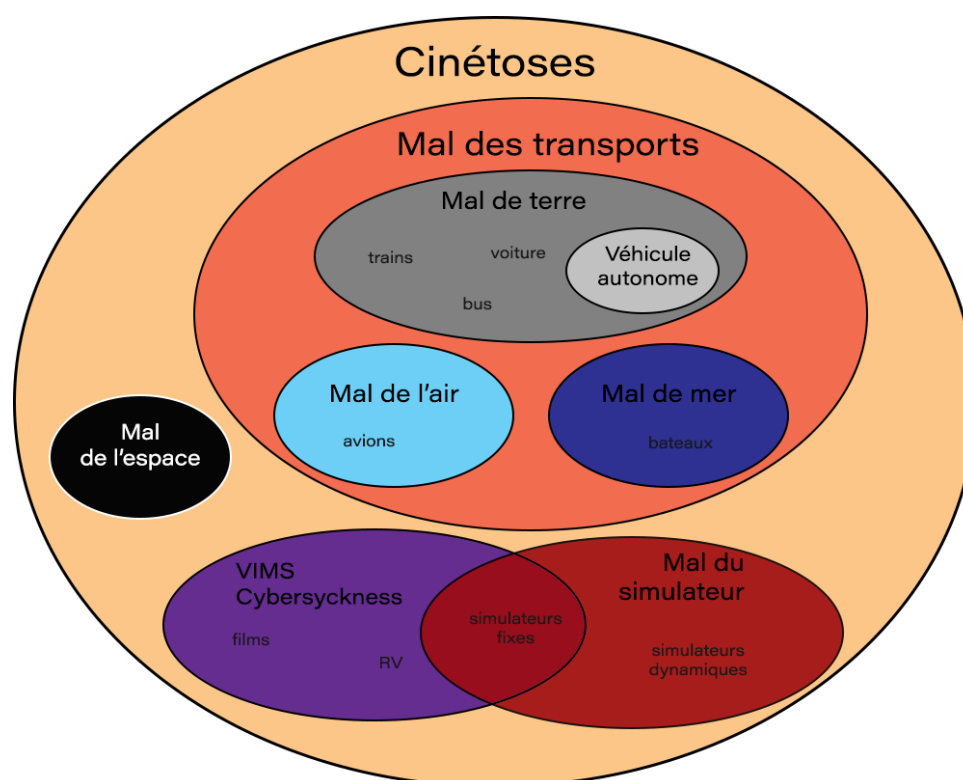 Cinétoses
Mal des transports
Mal de terre
trains
voiture
bus
Véhicule
autonome
Mal de l'air
avions
Mal de mer
bateaux
Mal
de l'espace
VIMS
Cybersyckness
films
RV
simulateurs
fixes
Mal du
simulateur
simulateurs
dynamiques